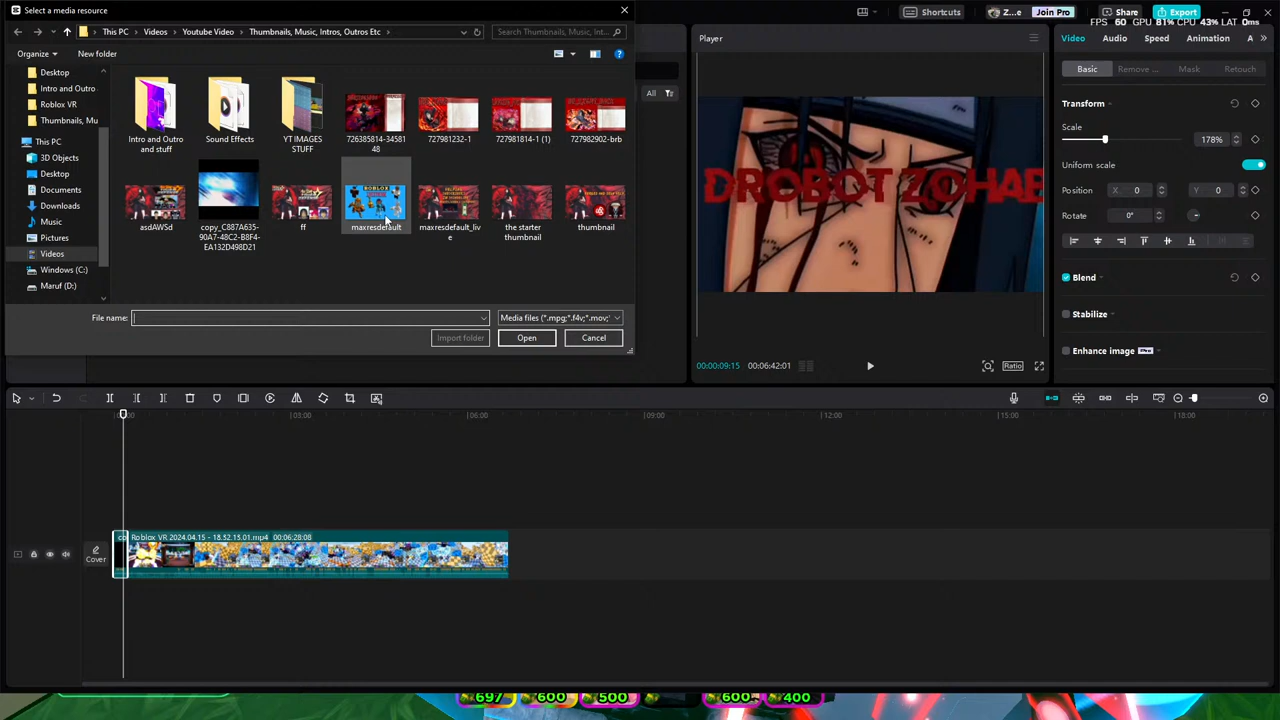 Select a media resource
This PC
Videos
Youtube Video
Thumbnails, Music, Intros, Outros Etc
Search Thumbnails, Music, Int...
Organize
New folder
Desktop
Intro and Outro
Roblox VR
Thumbnails, Mu
This PC
3D Objects
Desktop
Documents
Downloads
Music
Pictures
Videos
Windows (C:)
Maruf (D:)
Intro and Outro and stuff
Sound Effects
YT IMAGES STUFF
726385814-3458148
727981232-1
727981814-1 (1)
727982902-brb
asdAWSd
copy_C887A635-90A7-48C2-B8F4-EA132D498D21
ff
maxresdefault
maxresdefault_live
the starter thumbnail
thumbnail
File name:
Media files (*.mpg;*.f4v;*.mov;*
Import folder
Open
Cancel
All
Shortcuts
Z...e
Join Pro
Share
Export
FPS 60 GPU 81% CPU 43% LAT 0ms
Player
DROBOT ZOHAB
00:00:09:15
00:06:42:01
Ratio
Video
Audio
Speed
Animation
A
Basic
Remove ...
Mask
Retouch
Transform
Scale
178%
Uniform scale
Position
X
0
Y
0
Rotate
0°
Blend
Stabilize
Enhance image
Pro
03:00
06:00
09:00
12:00
15:00
18:00
Cover
co
Roblox VR 2024.04.15 - 18.52.15.01.mp4
00:06:28:08
697
600
500
600
400